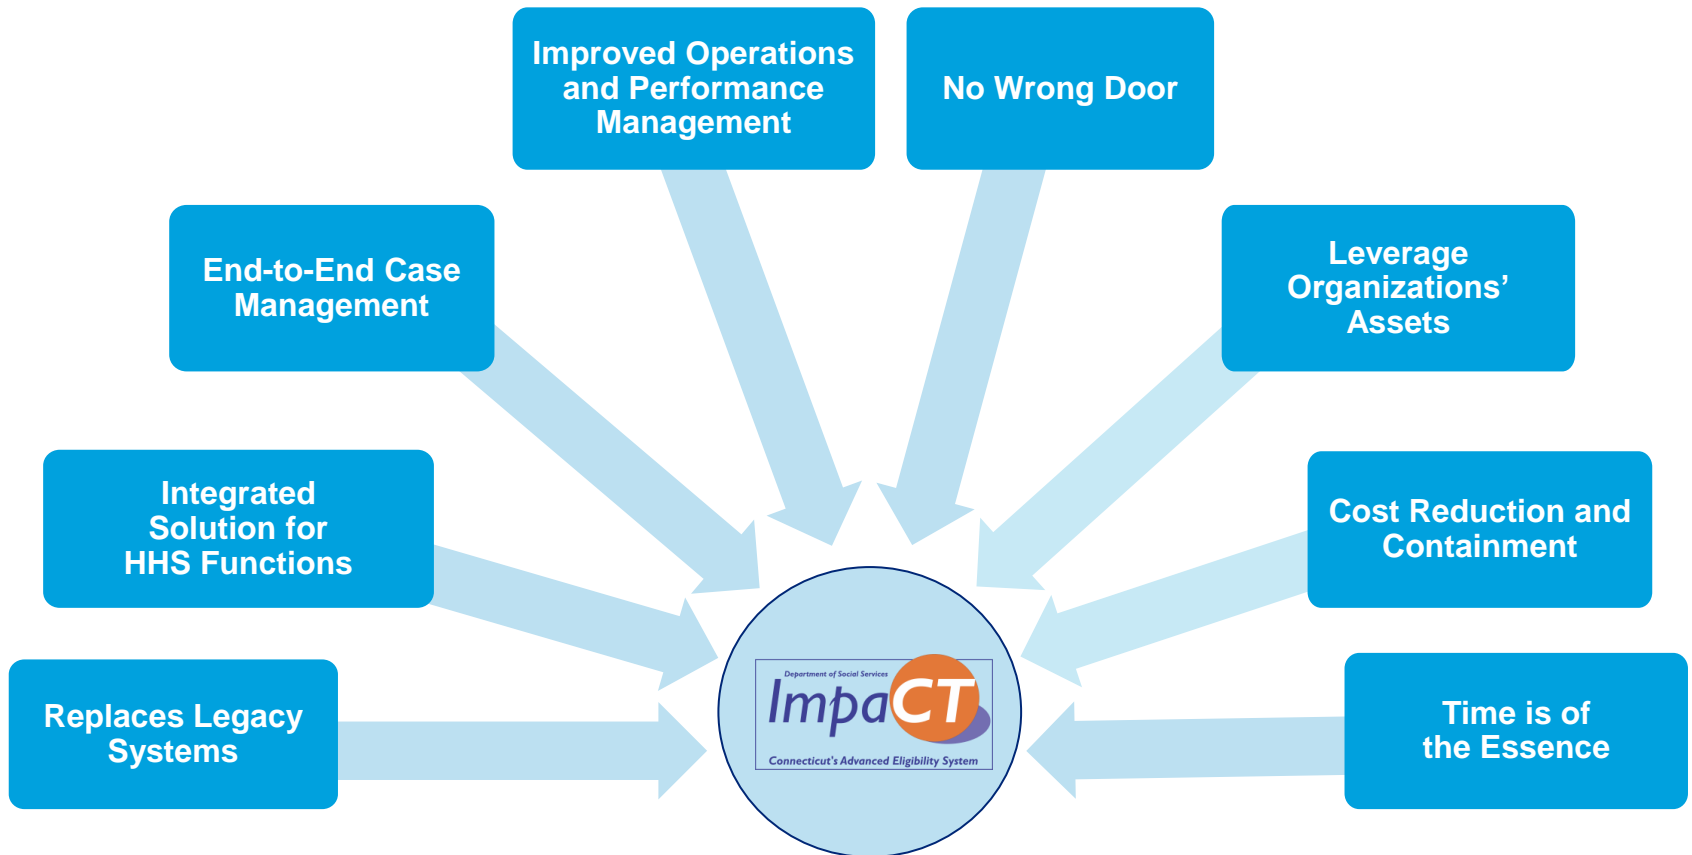 Improved Operations
and Performance
Management
No Wrong Door
End-to-End Case
Management
Leverage
Organizations’
Assets
Integrated
Solution for
HHS Functions
Cost Reduction and
Containment
Replaces Legacy
Systems
Time is of
the Essence
Department of Social Services
ImpaCT
Connecticut's Advanced Eligibility System